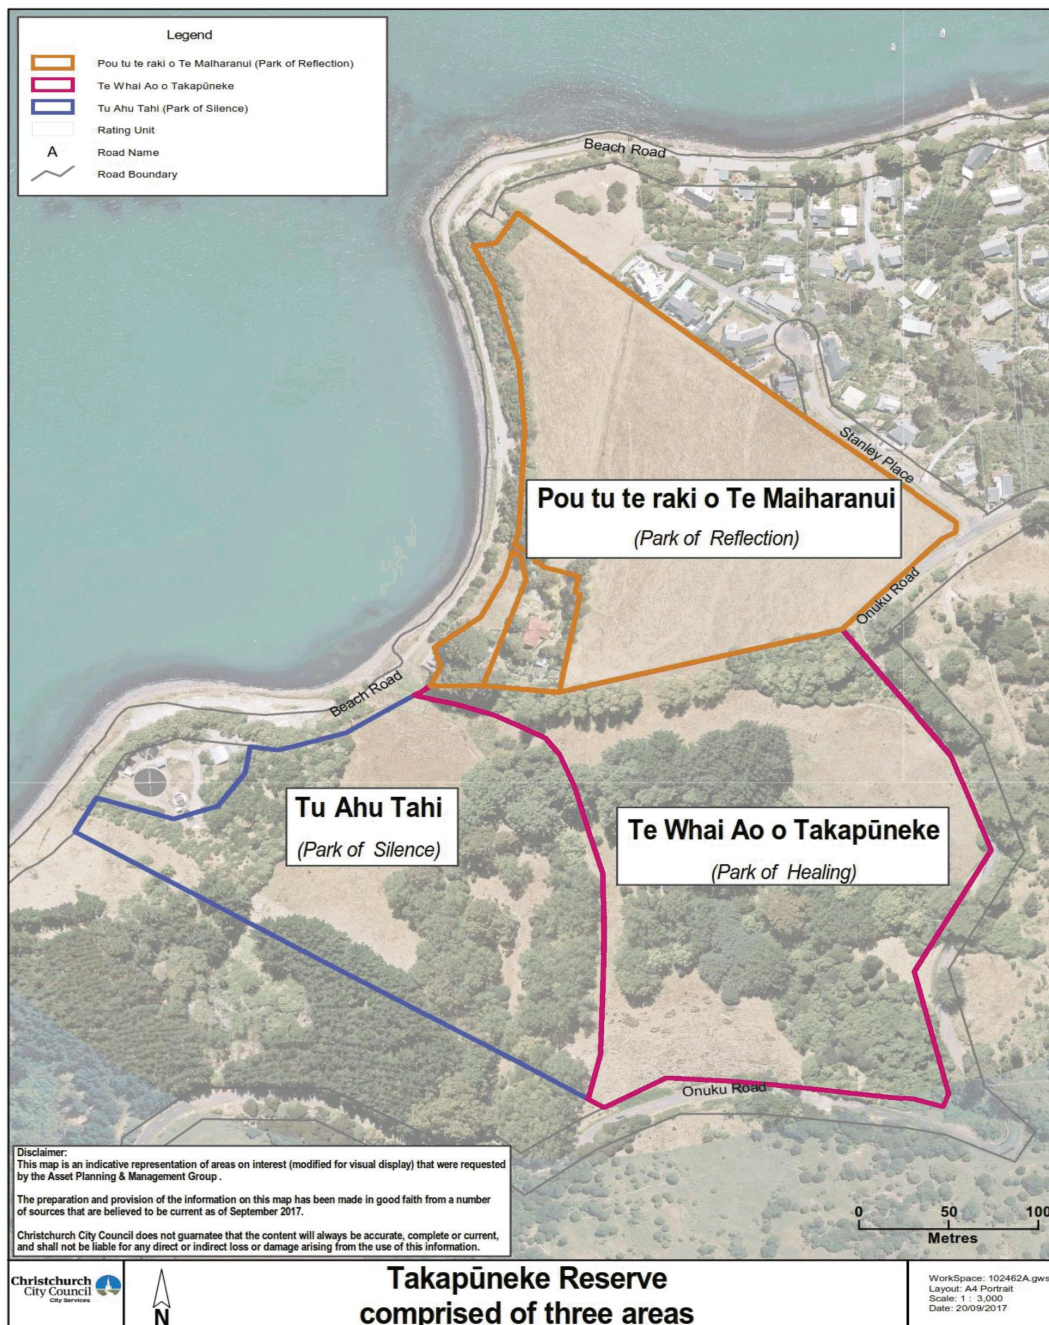 Legend
Pou tu te raki o Te Maiharanui (Park of Reflection)
Te Whai Ao o Takapūneke
Tu Ahu Tahi (Park of Silence)
Rating Unit
A Road Name
Road Boundary
Beach Road
Stanley Place
Pou tu te raki o Te Maiharanui
(Park of Reflection)
Onuku Road
Beach Road
Tu Ahu Tahi
(Park of Silence)
Te Whai Ao o Takapūneke
(Park of Healing)
Onuku Road
Disclaimer:
This map is an indicative representation of areas on interest (modified for visual display) that were requested
by the Asset Planning & Management Group .
The preparation and provision of the information on this map has been made in good faith from a number
of sources that are believed to be current as of September 2017.
Christchurch City Council does not guarnatee that the content will always be accurate, complete or current,
and shall not be liable for any direct or indirect loss or damage arising from the use of this information.
0 50 100
Metres
Christchurch
City Council
City Services
N
Takapūneke Reserve
comprised of three areas
WorkSpace: 102462A.gws
Layout: A4 Portrait
Scale: 1 : 3,000
Date: 20/09/2017